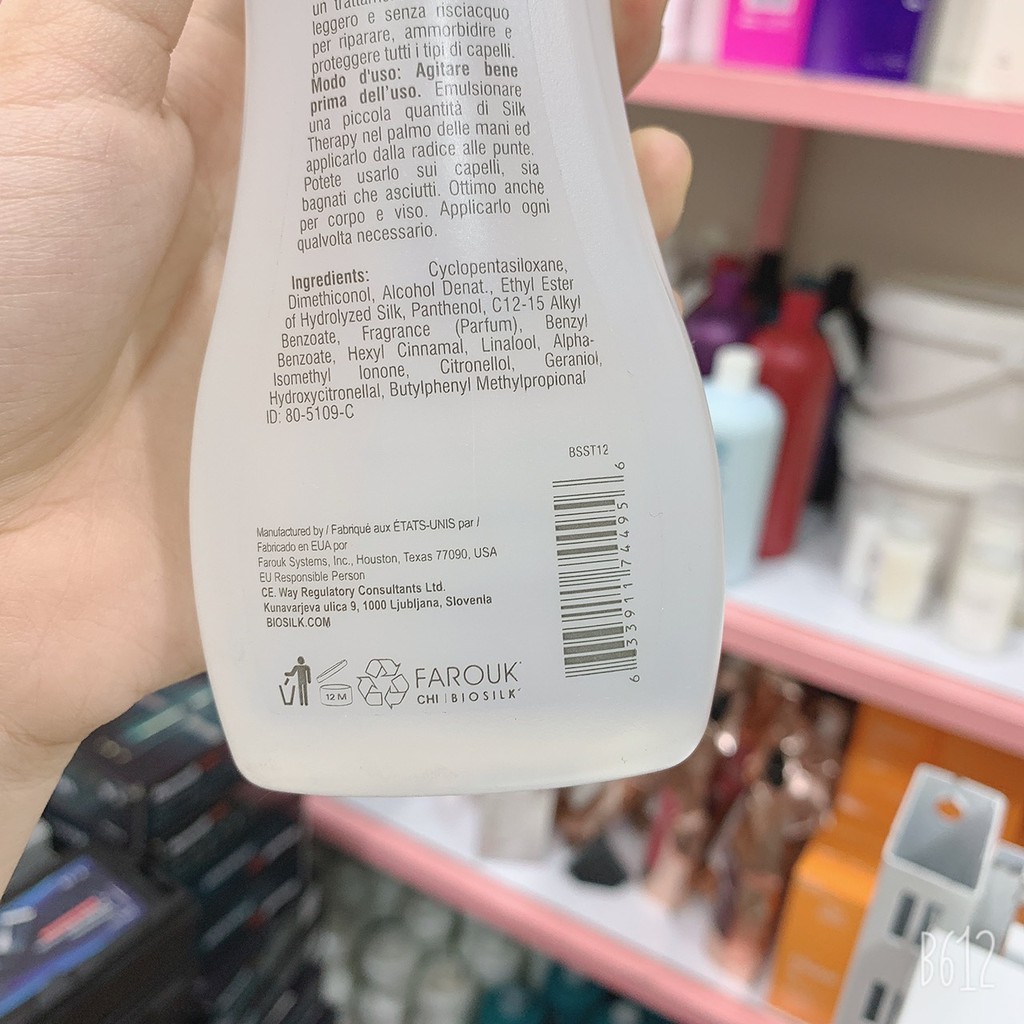 un trattam
leggero e senza risciacquo
per riparare, ammorbidire e
proteggere tutti i tipi di capelli.
Modo d'uso: Agitare bene
prima dell'uso. Emulsionare
una piccola quantità di Silk
Therapy nel palmo delle mani ed
applicarlo dalla radice alle punte.
Potete usarlo sui capelli, sia
bagnati che asciutti. Ottimo anche
per corpo e viso. Applicarlo ogni
qualvolta necessario.
Ingredients: Cyclopentasiloxane,
Dimethiconol, Alcohol Denat., Ethyl Ester
of Hydrolyzed Silk, Panthenol, C12-15 Alkyl
Benzoate, Fragrance (Parfum), Benzyl
Benzoate, Hexyl Cinnamal, Linalool, Alpha-
Isomethyl Ionone, Citronellol, Geraniol,
Hydroxycitronellal, Butylphenyl Methylpropional
ID: 80-5109-C
BSST12
6 33911 74495 6
Manufactured by / Fabriqué aux ÉTATS-UNIS par /
Fabricado en EUA por
Farouk Systems, Inc., Houston, Texas 77090, USA
EU Responsible Person
CE. Way Regulatory Consultants Ltd.
Kunavarjeva ulica 9, 1000 Ljubljana, Slovenia
BIOSILK.COM
12 M
FAROUK
CHI | BIOSILK
B612